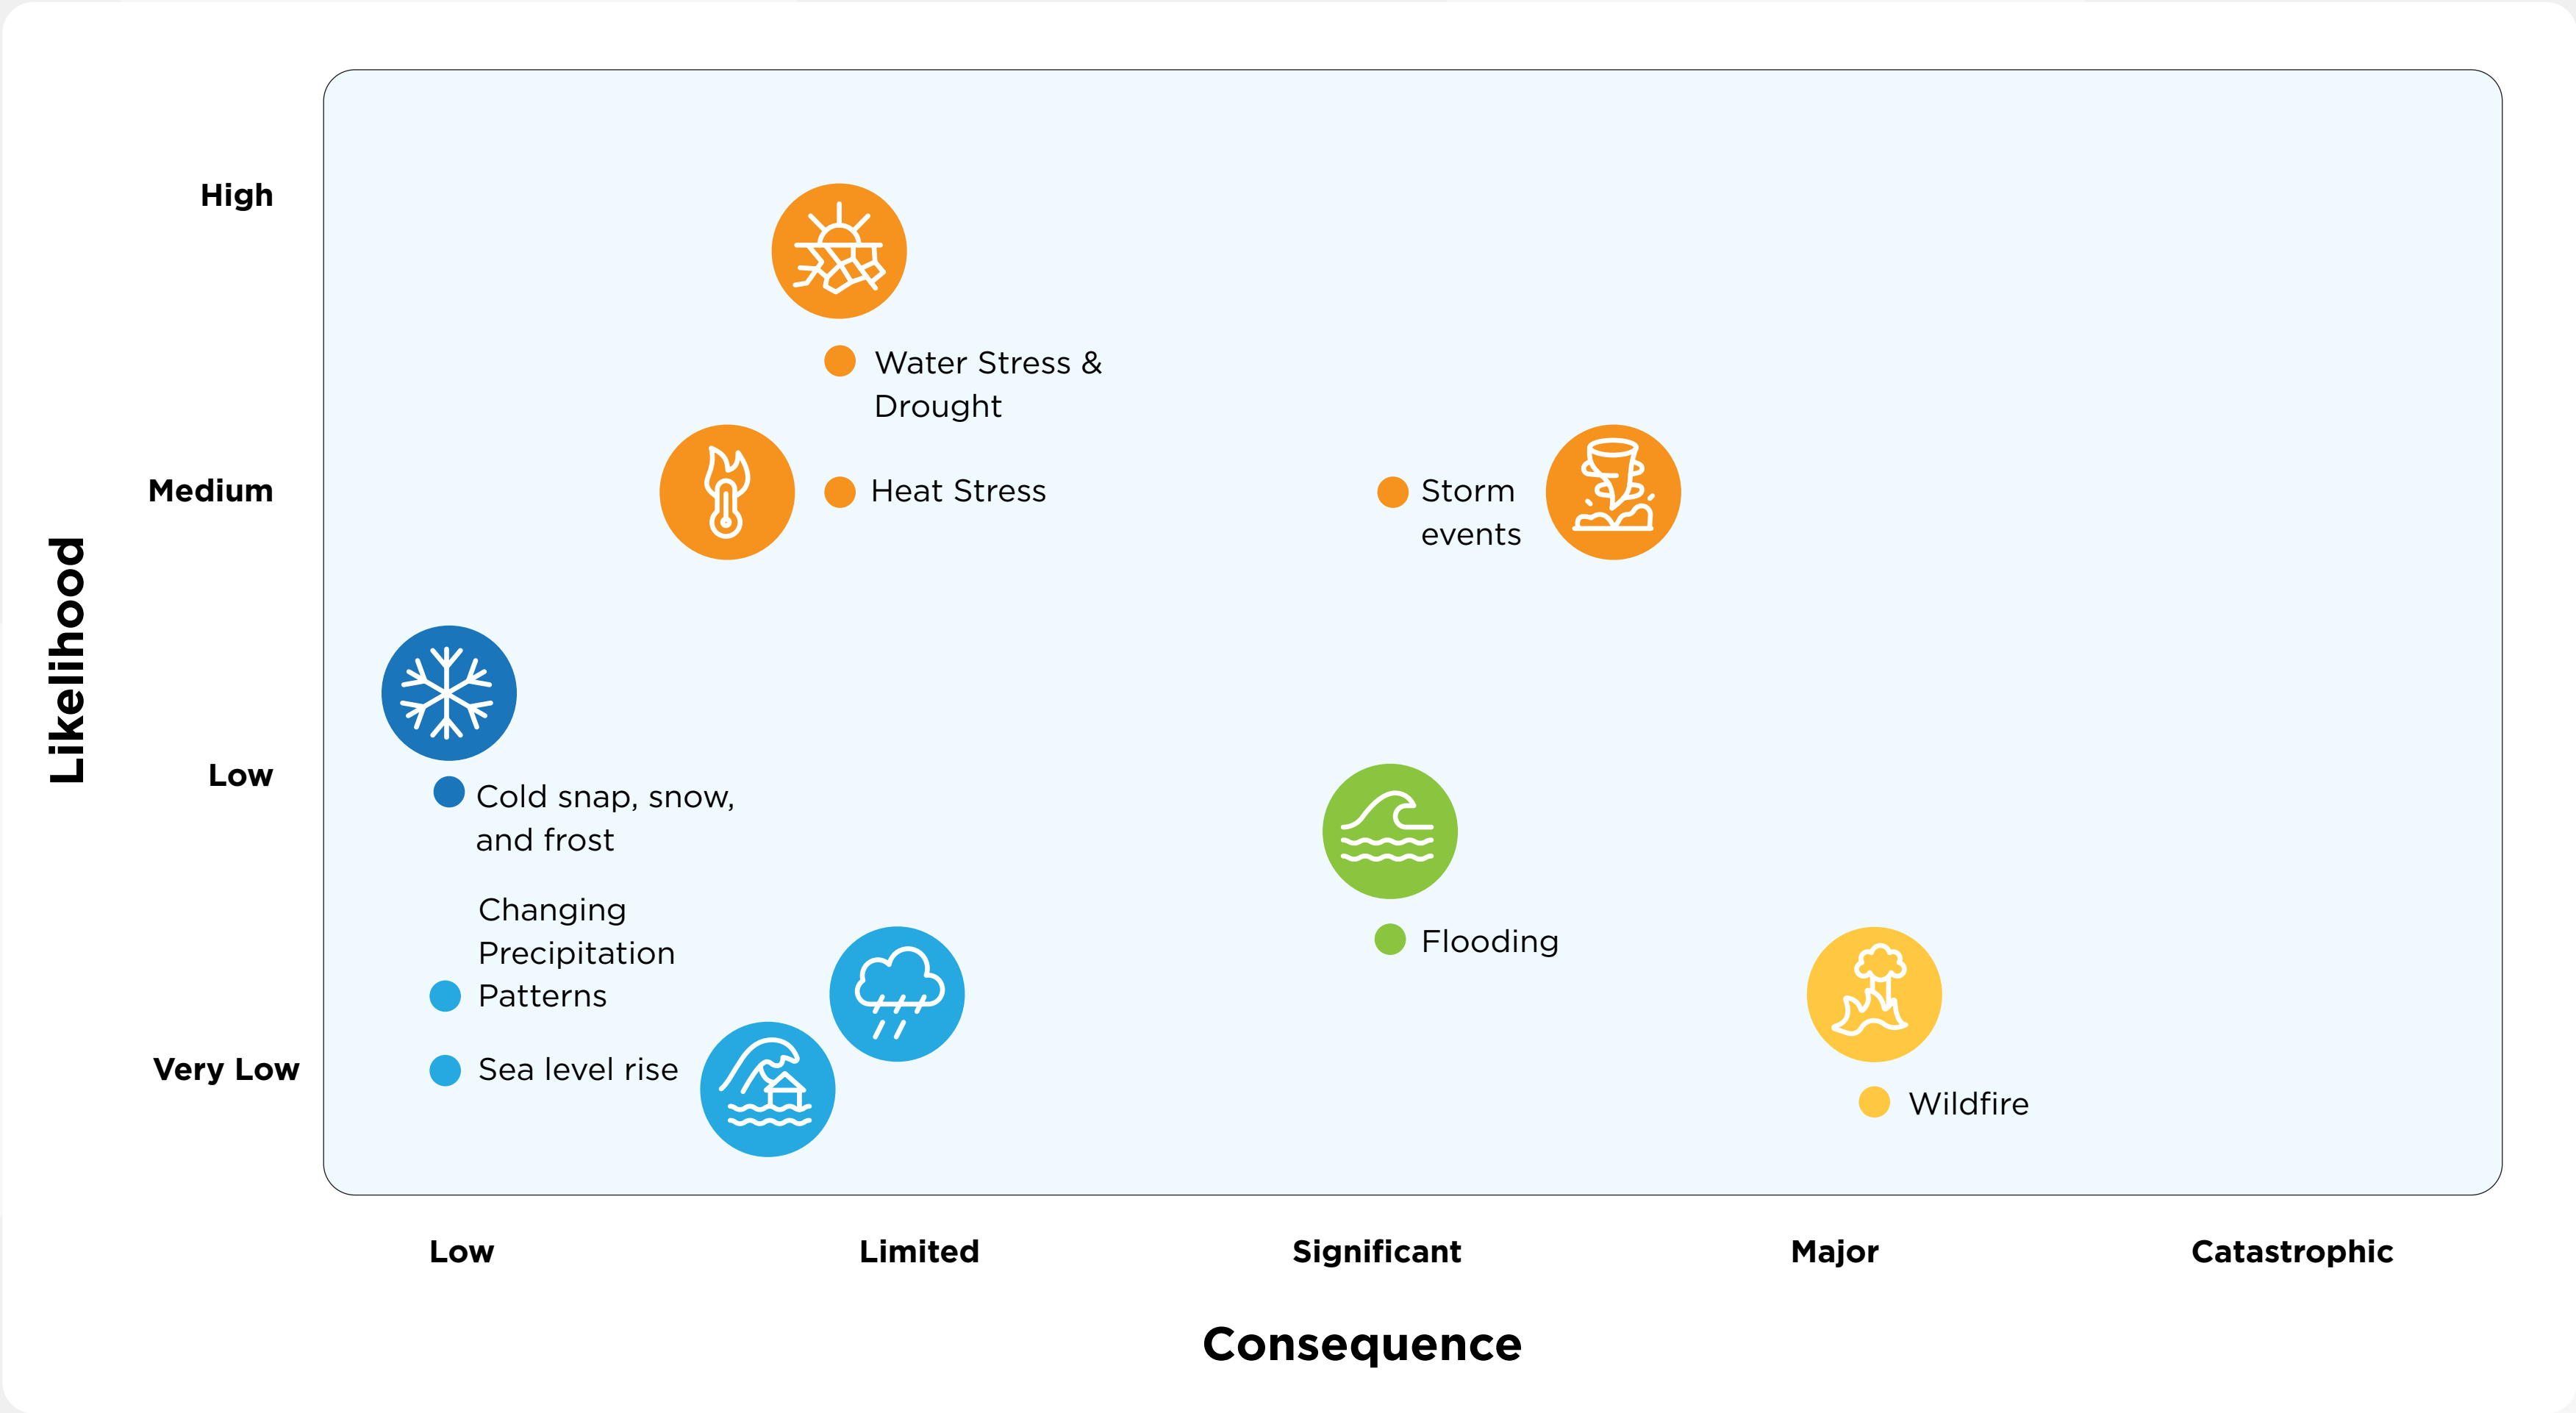 High
Water Stress &
Drought
Medium
Heat Stress
Storm
events
Likelihood
Low
Cold snap, snow,
and frost
Changing
Precipitation
Patterns
Flooding
Very Low
Sea level rise
Wildfire
Low
Limited
Significant
Major
Catastrophic
Consequence